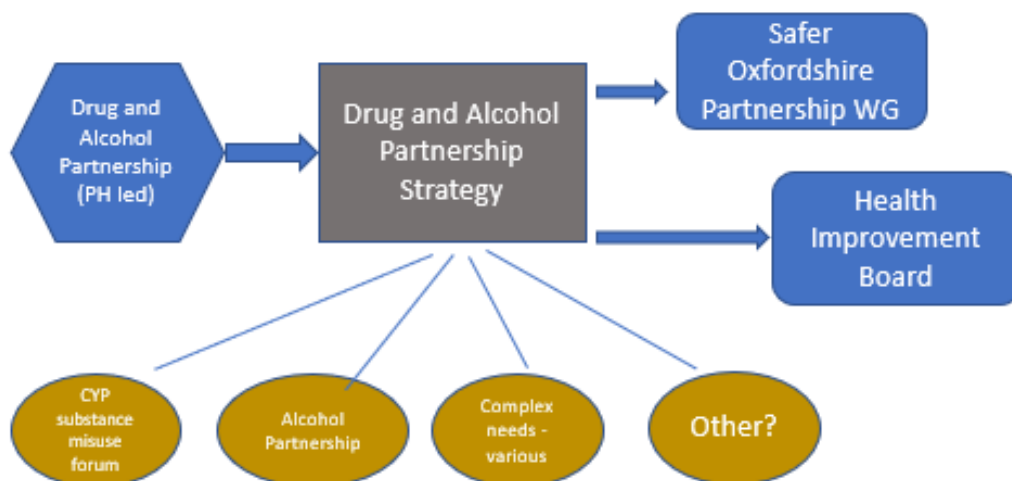 Drug and
Alcohol
Partnership
(PH led)
Drug and Alcohol
Partnership
Strategy
Safer
Oxfordshire
Partnership WG
Health
Improvement
Board
CYP
substance
misuse
forum
Alcohol
Partnership
Complex
needs -
various
Other?